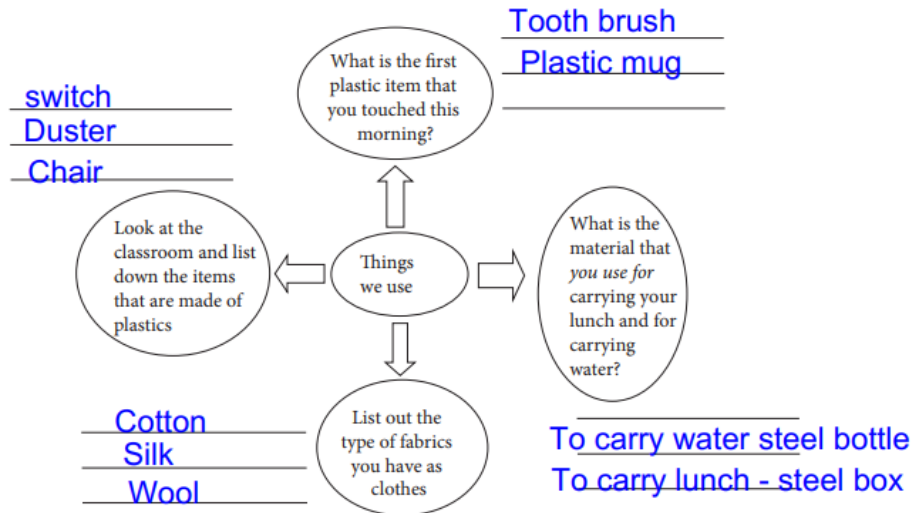 Tooth brush
Plastic mug
What is the first
plastic item that
you touched this
morning?
switch
Duster
Chair
Look at the
classroom and list
down the items
that are made of
plastics
Things
we use
What is the
material that
you use for
carrying your
lunch and for
carrying
water?
Cotton
Silk
Wool
List out the
type of fabrics
you have as
clothes
To carry water steel bottle
To carry lunch - steel box